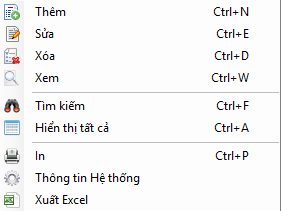 Thêm Ctrl+N
Sửa Ctrl+E
Xóa Ctrl+D
Xem Ctrl+W
Tìm kiếm Ctrl+F
Hiển thị tất cả Ctrl+A
In Ctrl+P
Thông tin Hệ thống
Xuất Excel